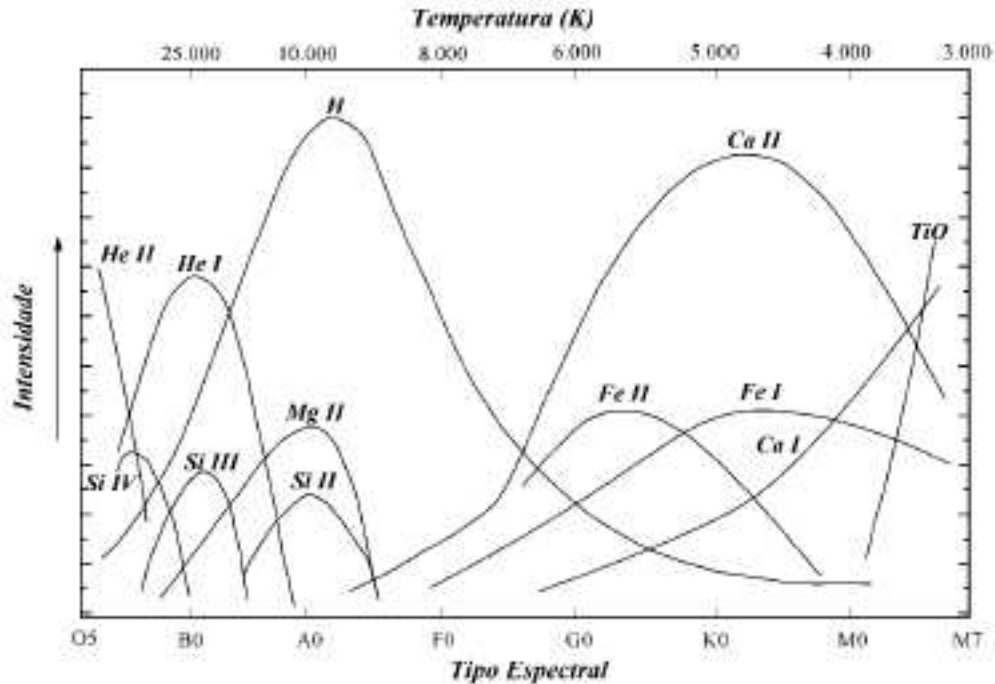 Temperatura (K)
25.000 10.000 8.000 6.000 5.000 4.000 3.000
H
Ca II
TiO
He II
He I
Intensidade
Fe II
Fe I
Mg II
Ca I
Si IV
Si III
Si II
O5 B0 A0 F0 G0 K0 M0 M7
Tipo Espectral